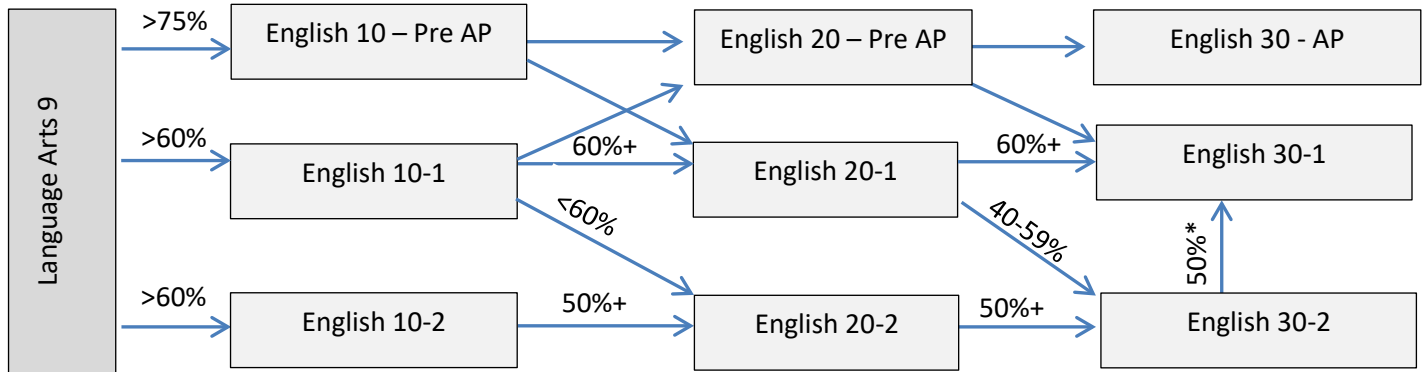 Language Arts 9
>75%
English 10 – Pre AP
English 20 – Pre AP
English 30 - AP
>60%
English 10-1
60%+
English 20-1
60%+
English 30-1
<60%
40-59%
50%*
>60%
English 10-2
50%+
English 20-2
50%+
English 30-2